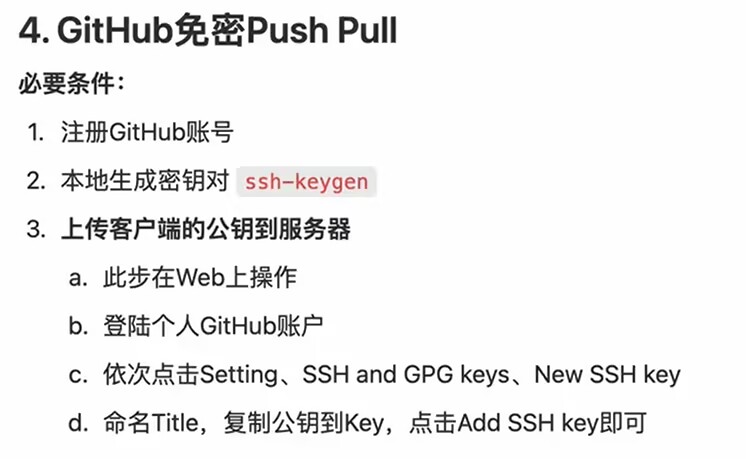 4. GitHub免密Push Pull
必要条件：
1. 注册GitHub账号
2. 本地生成密钥对 ssh-keygen
3. 上传客户端的公钥到服务器
a. 此步在Web上操作
b. 登陆个人GitHub账户
c. 依次点击Setting、SSH and GPG keys、New SSH key
d. 命名Title，复制公钥到Key，点击Add SSH key即可